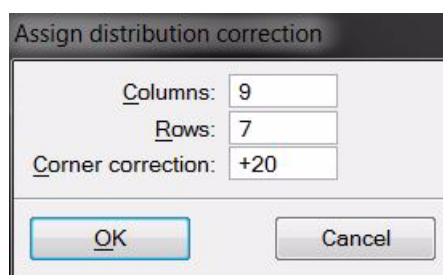 Assign distribution correction
Columns: 9
Rows: 7
Corner correction: +20
OK Cancel